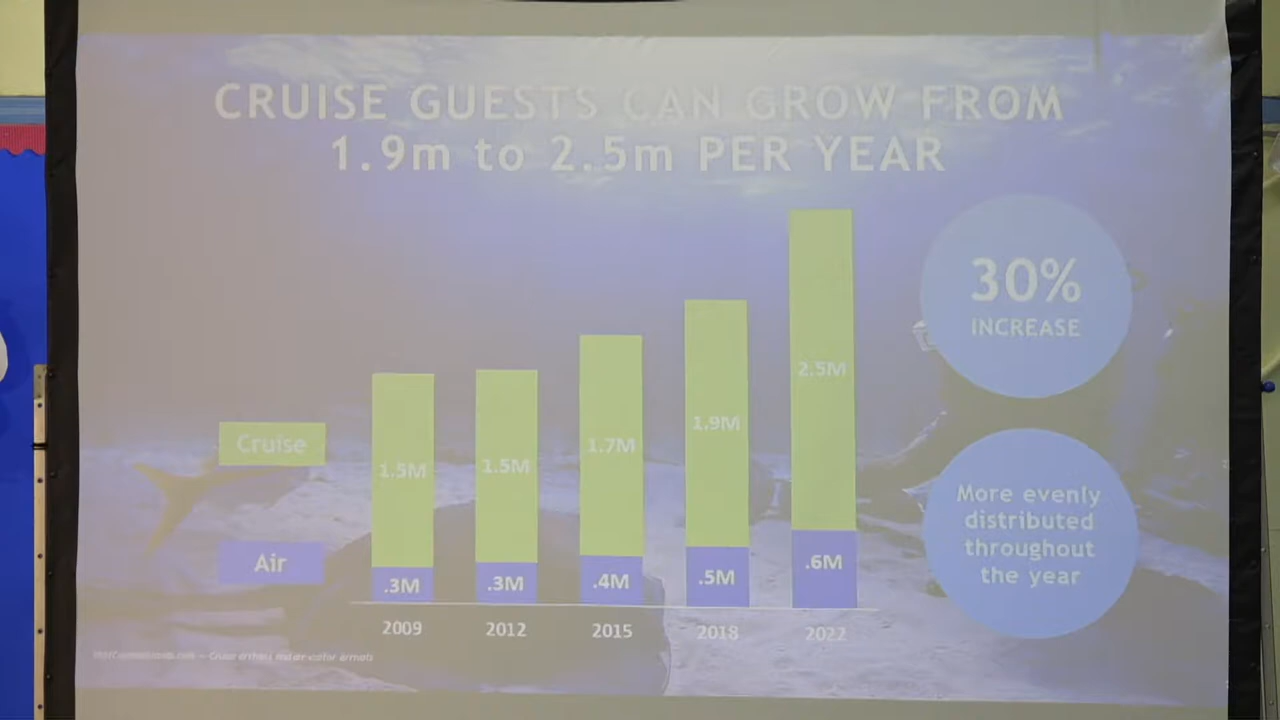 CRUISE GUESTS CAN GROW FROM
1.9m to 2.5m PER YEAR
30%
INCREASE
More evenly
distributed
throughout
the year
Cruise
Air
1.5M
1.5M
1.7M
1.9M
2.5M
.3M
.3M
.4M
.5M
.6M
2009
2012
2015
2018
2022